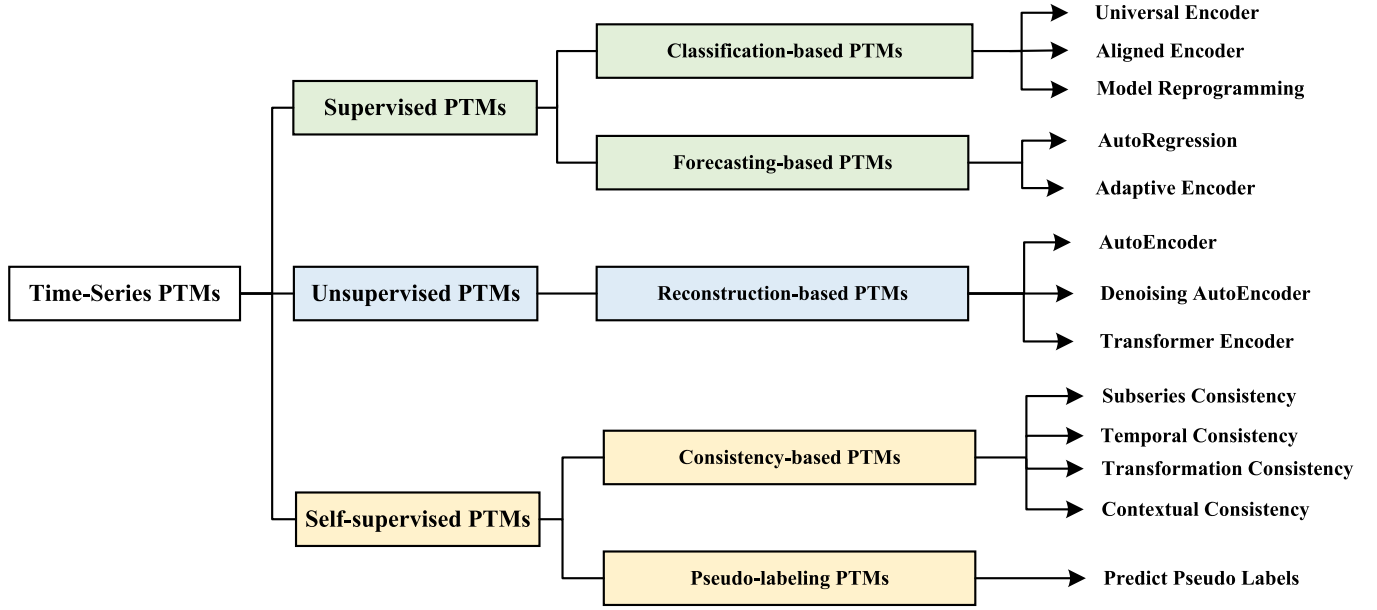 Time-Series PTMs
Supervised PTMs
Classification-based PTMs
Universal Encoder
Aligned Encoder
Model Reprogramming
Forecasting-based PTMs
AutoRegression
Adaptive Encoder
Unsupervised PTMs
Reconstruction-based PTMs
AutoEncoder
Denoising AutoEncoder
Transformer Encoder
Self-supervised PTMs
Consistency-based PTMs
Subseries Consistency
Temporal Consistency
Transformation Consistency
Contextual Consistency
Pseudo-labeling PTMs
Predict Pseudo Labels